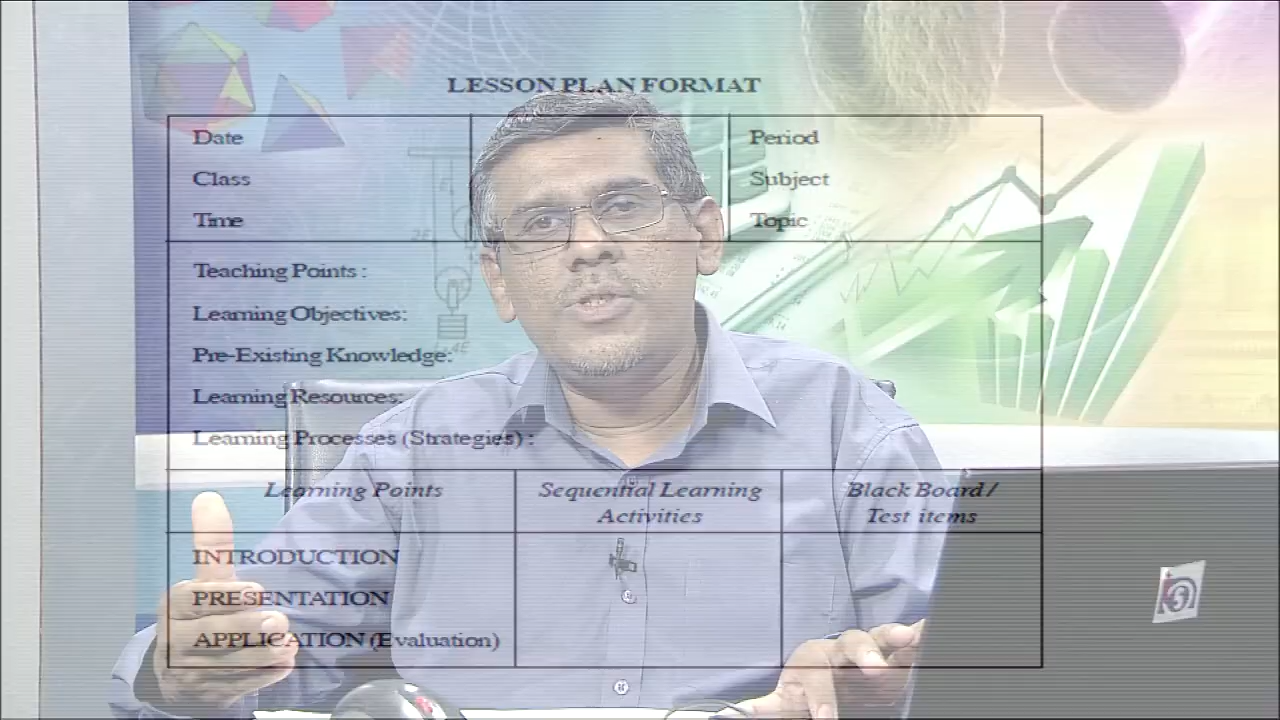 LESSON PLAN FORMAT
Date
Period
Class
Subject
Time
Topic
Teaching Points :
Learning Objectives:
Pre-Existing Knowledge:
Learning Resources:
Learning Processes (Strategies) :
Learning Points
Sequential Learning
Activities
Black Board /
Test items
INTRODUCTION
PRESENTATION
APPLICATION (Evaluation)